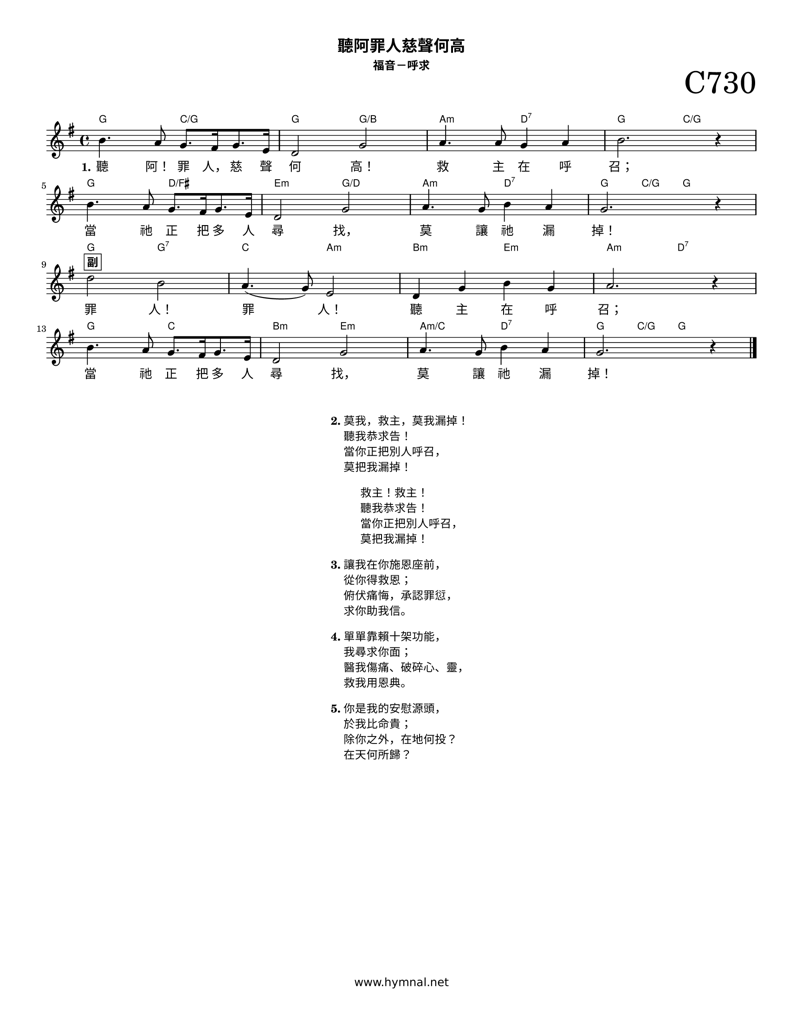 聽阿罪人慈聲何高
福音－呼求
C730
G C/G G G/B Am D7 G C/G
1. 聽 阿！ 罪 人， 慈 聲 何 高！ 救 主 在 呼 召；
5 G D/F♯ Em G/D Am D7 G C/G G
當 祂 正 把 多 人 尋 找， 莫 讓 祂 漏 掉！
9 G G7 C Am Bm Em Am D7
副
罪 人！ 罪 人！ 聽 主 在 呼 召；
13 G C Bm Em Am/C D7 G C/G G
當 祂 正 把 多 人 尋 找， 莫 讓 祂 漏 掉！
2. 莫我，救主，莫我漏掉！
聽我恭求告！
當你正把別人呼召，
莫把我漏掉！
救主！救主！
聽我恭求告！
當你正把別人呼召，
莫把我漏掉！
3. 讓我在你施恩座前，
從你得救恩；
俯伏痛悔，承認罪愆，
求你助我信。
4. 單單靠賴十架功能，
我尋求你面；
醫我傷痛、破碎心、靈，
救我用恩典。
5. 你是我的安慰源頭，
於我比命貴；
除你之外，在地何投？
在天何所歸？
www.hymnal.net